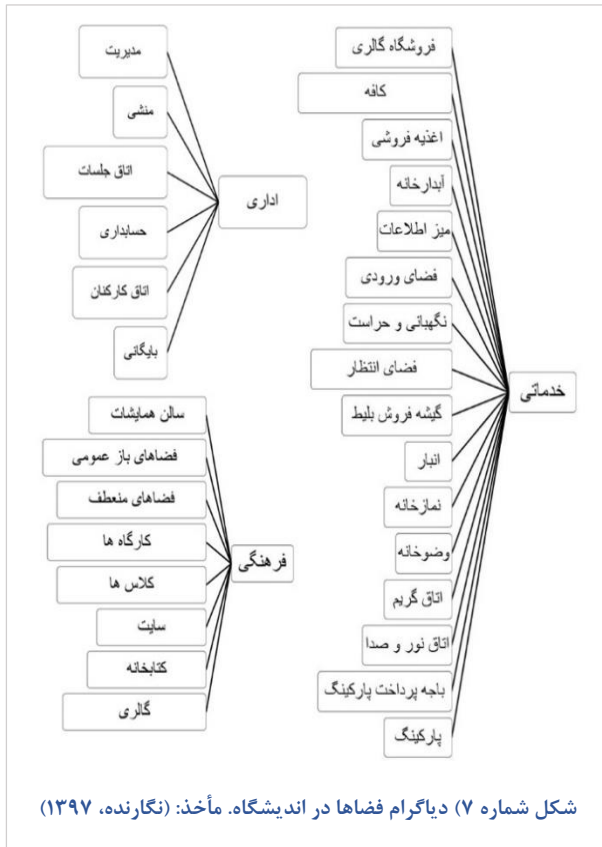 خدماتی
فروشگاه گالری
کافه
اغذیه فروشی
آبدارخانه
میز اطلاعات
فضای ورودی
نگهبانی و حراست
فضای انتظار
گیشه فروش بلیط
انبار
نمازخانه
وضوخانه
اتاق گریم
اتاق نور و صدا
باجه پرداخت پارکینگ
پارکینگ
اداری
مدیریت
منشی
اتاق جلسات
حسابداری
اتاق کارکنان
بایگانی
فرهنگی
سالن همایشات
فضاهای باز عمومی
فضاهای منعطف
کارگاه ها
کلاس ها
سایت
کتابخانه
گالری
شکل شماره ۷) دیاگرام فضاها در اندیشگاه. مأخذ: (نگارنده، ۱۳۹۷)